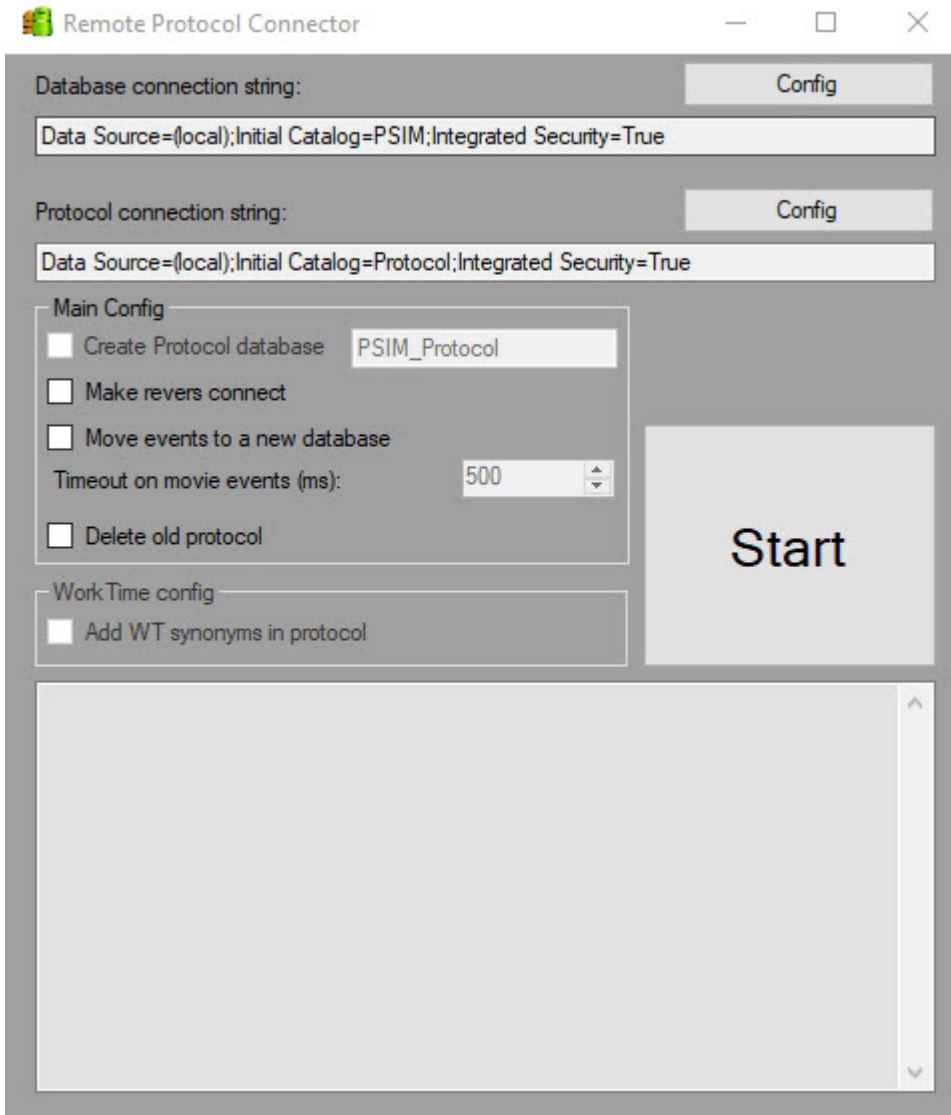 Remote Protocol Connector
Database connection string:
Config
Data Source=(local);Initial Catalog=PSIM;Integrated Security=True
Protocol connection string:
Config
Data Source=(local);Initial Catalog=Protocol;Integrated Security=True
Main Config
Create Protocol database PSIM_Protocol
Make revers connect
Move events to a new database
Timeout on movie events (ms): 500
Delete old protocol
Start
WorkTime config
Add WT synonyms in protocol